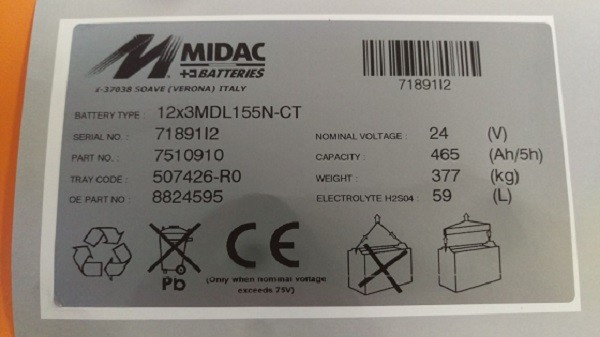 MIDAC
BATTERIES
I-37038 SOAVE (VERONA) ITALY
71891I2
BATTERY TYPE : 12x3MDL155N-CT
SERIAL NO. : 71891I2
PART NO. : 7510910
TRAY CODE : 507426-R0
OE PART NO : 8824595
NOMINAL VOLTAGE : 24 (V)
CAPACITY : 465 (Ah/5h)
WEIGHT : 377 (kg)
ELECTROLYTE H2S04 : 59 (L)
Pb
CE
(Only when nominal voltage
exceeds 75V)